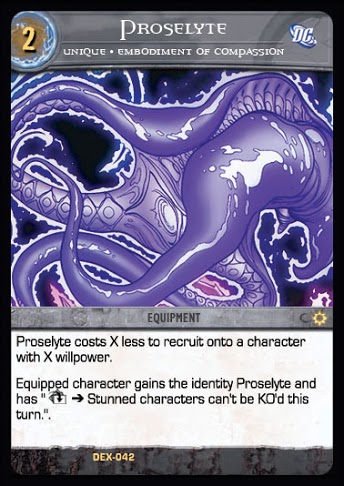 2
PROSELYTE
DC
UNIQUE • EMBODIMENT OF COMPASSION
EQUIPMENT
C
Proselyte costs X less to recruit onto a character
with X willpower.
Equipped character gains the identity Proselyte and
has " ➔ Stunned characters can't be KO'd this
turn.".
DEX-042